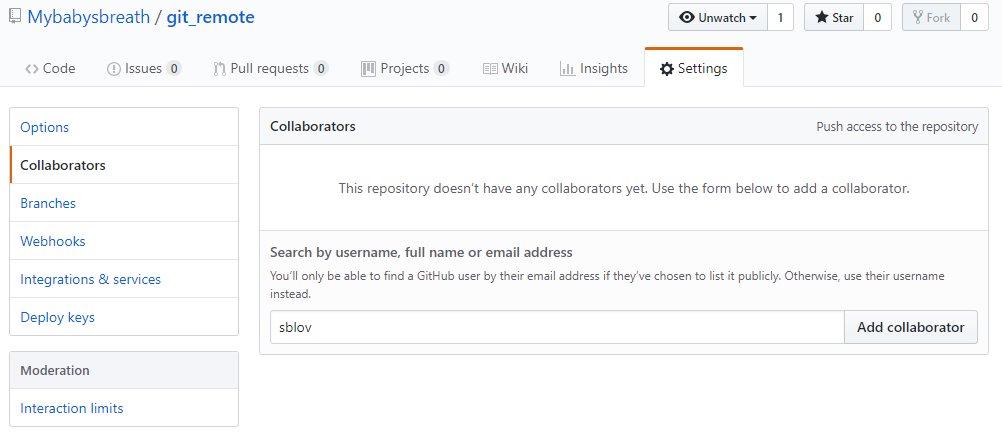 Mybabysbreath / git_remote
Unwatch 1 Star 0 Fork 0
Code Issues 0 Pull requests 0 Projects 0 Wiki Insights Settings
Options
Collaborators
Branches
Webhooks
Integrations & services
Deploy keys
Moderation
Interaction limits
Collaborators Push access to the repository
This repository doesn't have any collaborators yet. Use the form below to add a collaborator.
Search by username, full name or email address
You'll only be able to find a GitHub user by their email address if they've chosen to list it publicly. Otherwise, use their username
instead.
sblov Add collaborator